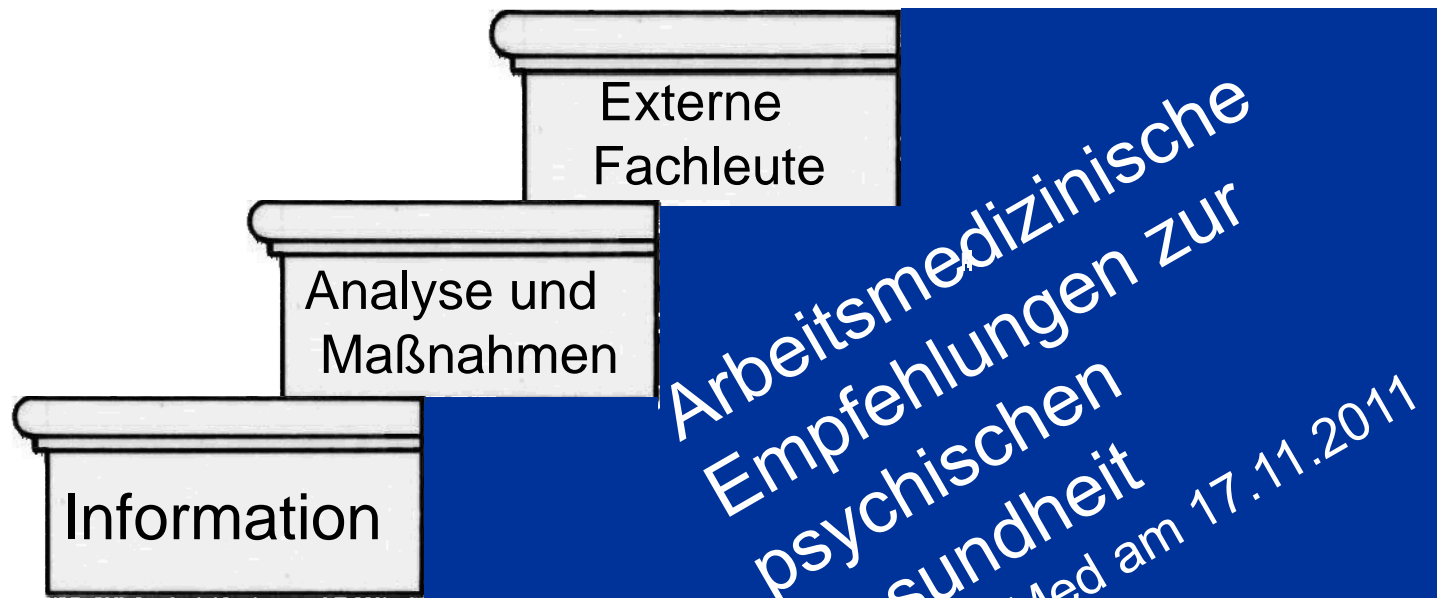 Externe
Fachleute
Analyse und
Maßnahmen
Information
Arbeitsmedizinische
Empfehlungen zur
psychischen
sundheit
Med am 17.11.2011